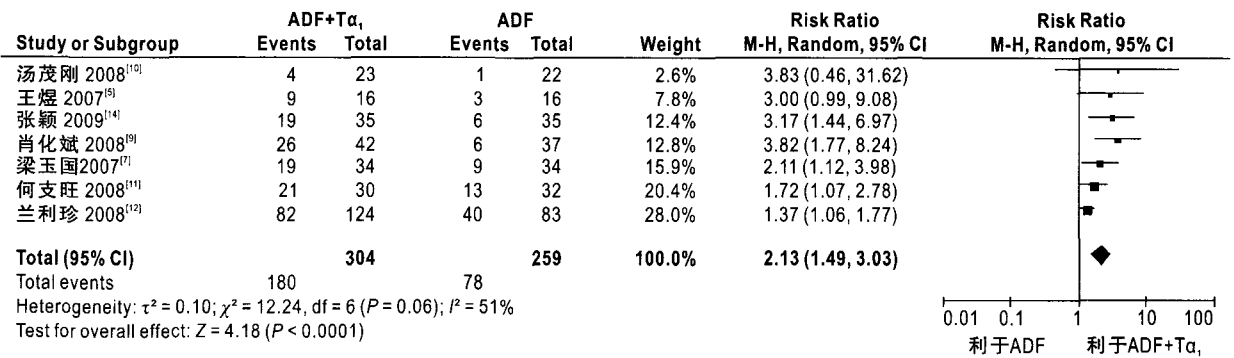 ADF+Tα₁ ADF Risk Ratio Risk Ratio
Study or Subgroup Events Total Events Total Weight M-H, Random, 95% CI M-H, Random, 95% CI
汤茂刚 2008[10] 4 23 1 22 2.6% 3.83 (0.46, 31.62)
王煜 2007[5] 9 16 3 16 7.8% 3.00 (0.99, 9.08)
张颖 2009[14] 19 35 6 35 12.4% 3.17 (1.44, 6.97)
肖化斌 2008[9] 26 42 6 37 12.8% 3.82 (1.77, 8.24)
梁玉国2007[7] 19 34 9 34 15.9% 2.11 (1.12, 3.98)
何支旺 2008[11] 21 30 13 32 20.4% 1.72 (1.07, 2.78)
兰利珍 2008[12] 82 124 40 83 28.0% 1.37 (1.06, 1.77)
Total (95% CI) 304 259 100.0% 2.13 (1.49, 3.03)
Total events 180 78
Heterogeneity: τ² = 0.10; χ² = 12.24, df = 6 (P = 0.06); I² = 51%
Test for overall effect: Z = 4.18 (P < 0.0001)
0.01 0.1 1 10 100
利于ADF 利于ADF+Tα₁